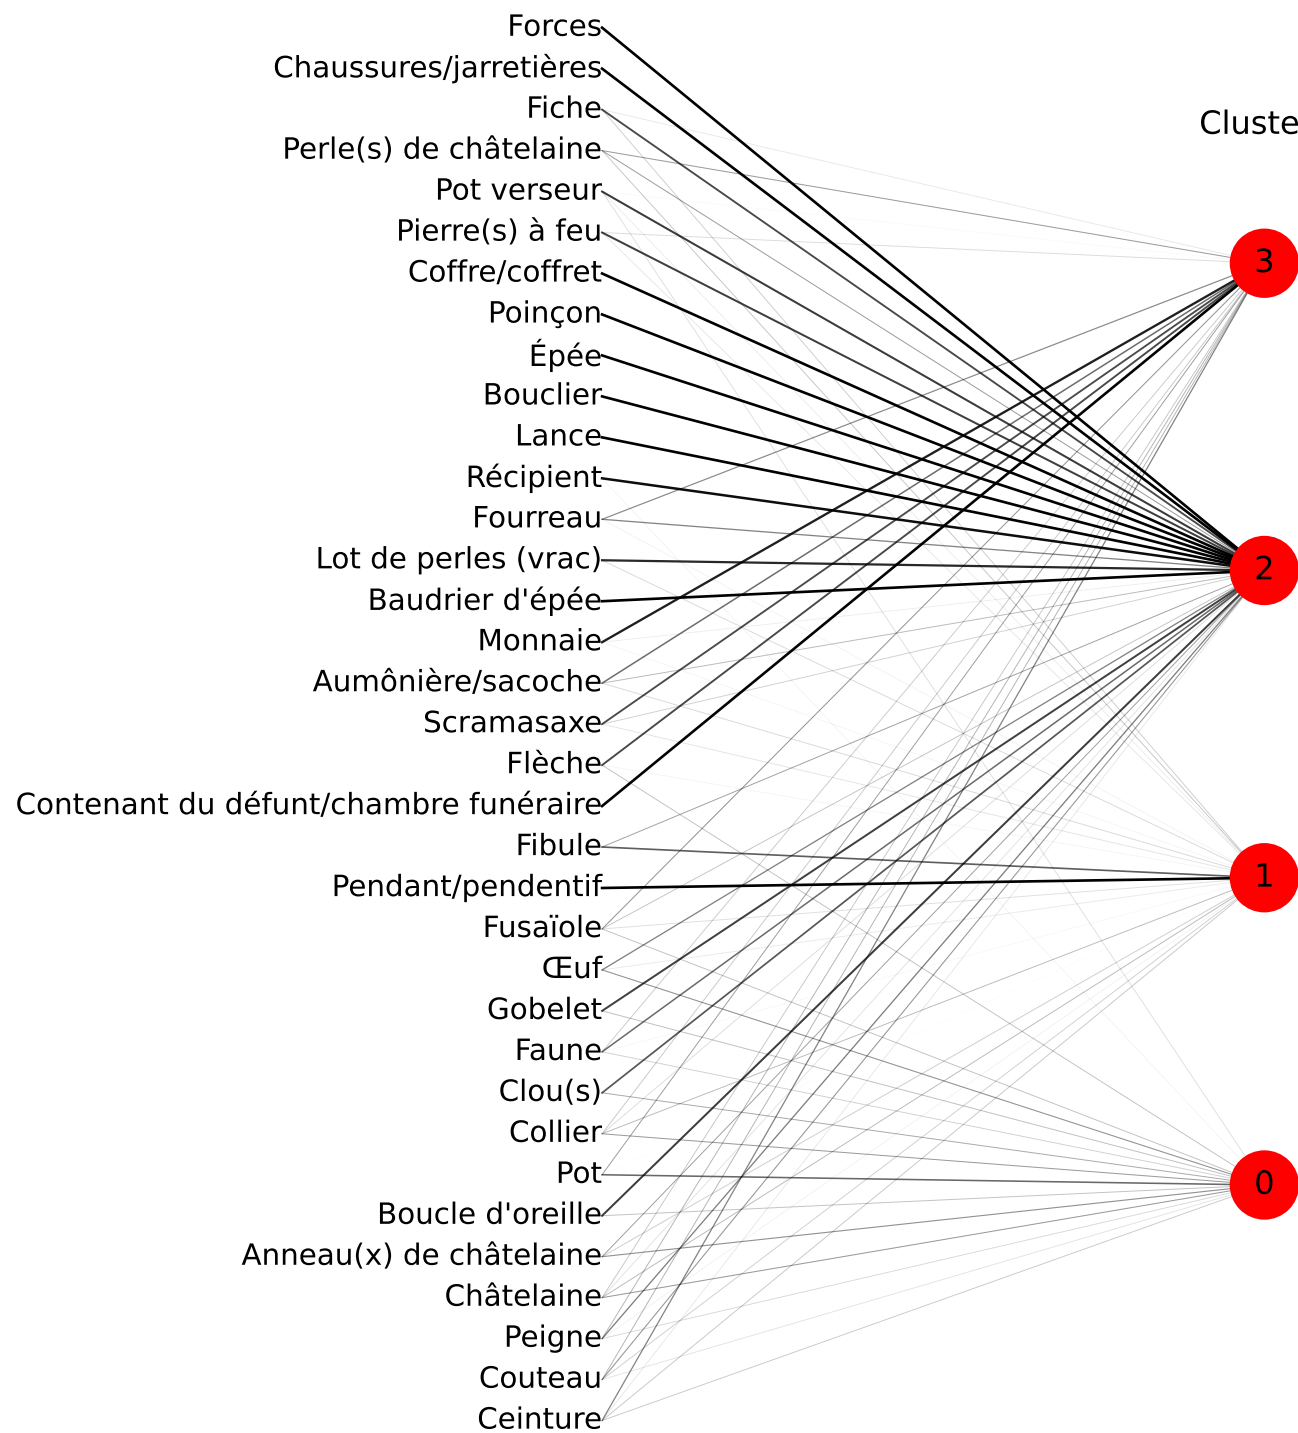 Forces
Chaussures/jarretières
Fiche
Cluste
Perle(s) de châtelaine
Pot verseur
Pierre(s) à feu
3
Coffre/coffret
Poinçon
Épée
Bouclier
Lance
Récipient
Fourreau
Lot de perles (vrac)
2
Baudrier d'épée
Monnaie
Aumônière/sacoche
Scramasaxe
Flèche
Contenant du défunt/chambre funéraire
Fibule
1
Pendant/pendentif
Fusaïole
Œuf
Gobelet
Faune
Clou(s)
Collier
Pot
0
Boucle d'oreille
Anneau(x) de châtelaine
Châtelaine
Peigne
Couteau
Ceinture